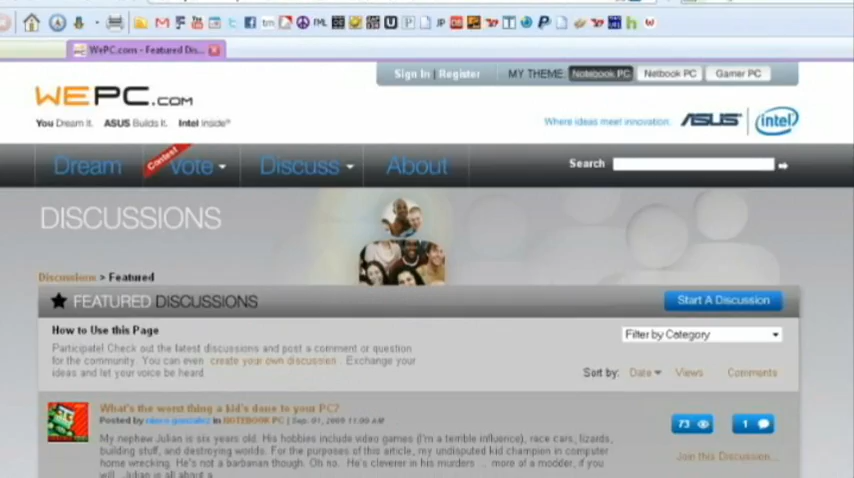 WePC.com - Featured Dis...
Sign In | Register
MY THEME: Notebook PC Netbook PC Gamer PC
WEPC.COM
You Dream It. ASUS Builds It. Intel Inside®
Where ideas meet innovation. ASUS intel
Dream
Contest
Vote
Discuss
About
Search
DISCUSSIONS
Discussions > Featured
FEATURED DISCUSSIONS
Start A Discussion
How to Use this Page
Filter by Category
Participate! Check out the latest discussions and post a comment or question
for the community. You can even create your own discussion . Exchange your
ideas and let your voice be heard.
Sort by: Date Views Comments
What's the worst thing a kid's done to your PC?
Posted by in NOTEBOOK PC | Sep. 01, 2009 11:00 AM
73
1
My nephew Julian is six years old. His hobbies include video games (I'm a terrible influence), race cars, lizards,
building stuff, and destroying worlds. For the purposes of this article, my undisputed kid champion in computer
home wrecking. He's not a barbarian though. Oh no. He's cleverer in his murders ... more of a modder, if you
will. Julian is all about a
Join this Discussion...